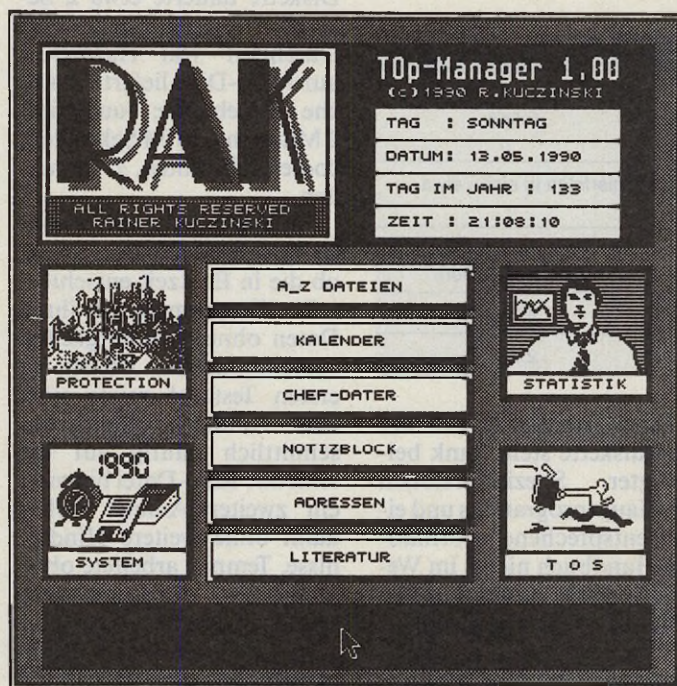 RAK
ALL RIGHTS RESERVED
RAINER KUCZINSKI
TOp-Manager 1.00
(c) 1990 R.KUCZINSKI
TAG : SONNTAG
DATUM: 13.05.1990
TAG IM JAHR : 133
ZEIT : 21:08:10
PROTECTION
A_Z DATEIEN
KALENDER
CHEF-DATER
NOTIZBLOCK
ADRESSEN
LITERATUR
STATISTIK
1990
SYSTEM
T O S